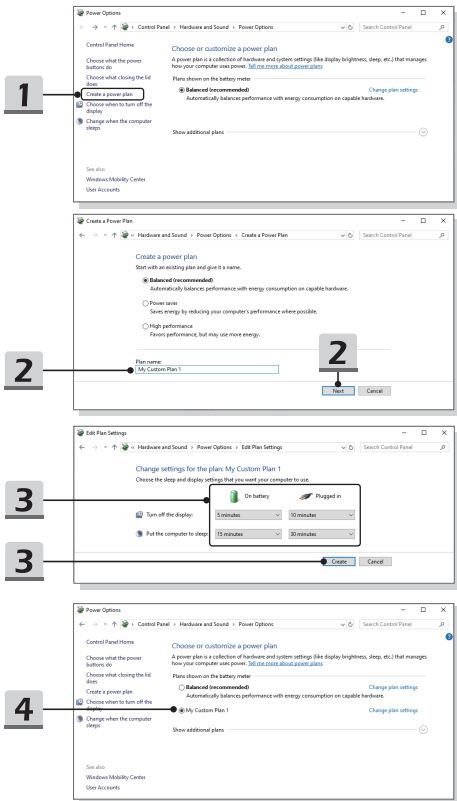 Power Options
Control Panel › Hardware and Sound › Power Options
Search Control Panel
Control Panel Home
Choose what the power
buttons do
Choose what closing the lid
does
1
Create a power plan
Choose when to turn off the
display
Change when the computer
sleeps
See also
Windows Mobility Center
User Accounts
Choose or customize a power plan
A power plan is a collection of hardware and system settings (like display brightness, sleep, etc.) that manages
how your computer uses power. Tell me more about power plans
Plans shown on the battery meter
Balanced (recommended)
Change plan settings
Automatically balances performance with energy consumption on capable hardware.
Show additional plans
Create a Power Plan
« Hardware and Sound › Power Options › Create a Power Plan
Search Control Panel
Create a power plan
Start with an existing plan and give it a name.
Balanced (recommended)
Automatically balances performance with energy consumption on capable hardware.
Power saver
Saves energy by reducing your computer's performance where possible.
High performance
Favors performance, but may use more energy.
Plan name:
2
My Custom Plan 1
2
Next
Cancel
Edit Plan Settings
« Hardware and Sound › Power Options › Edit Plan Settings
Search Control Panel
Change settings for the plan: My Custom Plan 1
Choose the sleep and display settings that you want your computer to use.
3
On battery
Plugged in
Turn off the display:
5 minutes
10 minutes
Put the computer to sleep:
15 minutes
30 minutes
3
Create
Cancel
Power Options
Control Panel › Hardware and Sound › Power Options
Search Control Panel
Control Panel Home
Choose what the power
buttons do
Choose what closing the lid
does
Create a power plan
Choose when to turn off the
display
Change when the computer
sleeps
See also
Windows Mobility Center
User Accounts
Choose or customize a power plan
A power plan is a collection of hardware and system settings (like display brightness, sleep, etc.) that manages
how your computer uses power. Tell me more about power plans
Plans shown on the battery meter
Balanced (recommended)
Change plan settings
Automatically balances performance with energy consumption on capable hardware.
4
My Custom Plan 1
Change plan settings
Show additional plans